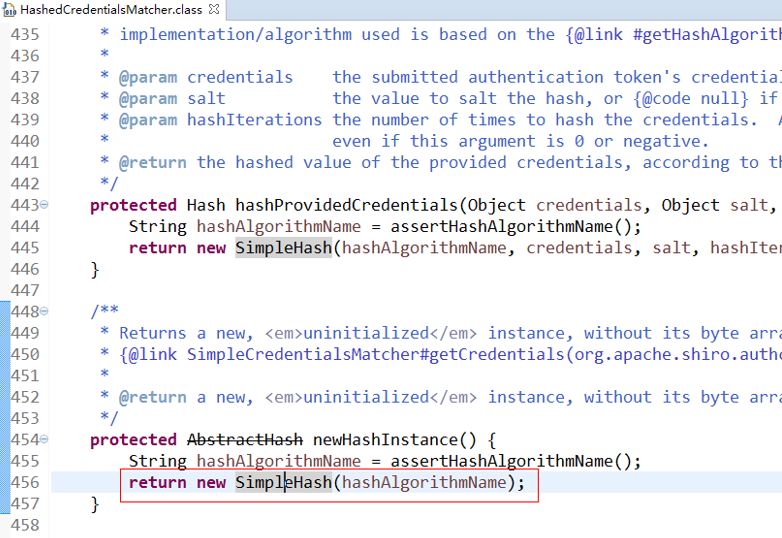 HashedCredentialsMatcher.class
435 * implementation/algorithm used is based on the {@link #getHashAlgorith
436 *
437 * @param credentials the submitted authentication token's credential
438 * @param salt the value to salt the hash, or {@code null} if
439 * @param hashIterations the number of times to hash the credentials. A
440 * even if this argument is 0 or negative.
441 * @return the hashed value of the provided credentials, according to th
442 */
443 protected Hash hashProvidedCredentials(Object credentials, Object salt,
444 String hashAlgorithmName = assertHashAlgorithmName();
445 return new SimpleHash(hashAlgorithmName, credentials, salt, hashIter
446 }
447
448 /**
449 * Returns a new, <em>uninitialized</em> instance, without its byte arra
450 * {@link SimpleCredentialsMatcher#getCredentials(org.apache.shiro.authc
451 *
452 * @return a new, <em>uninitialized</em> instance, without its byte arra
453 */
454 protected AbstractHash newHashInstance() {
455 String hashAlgorithmName = assertHashAlgorithmName();
456 return new SimpleHash(hashAlgorithmName);
457 }
458